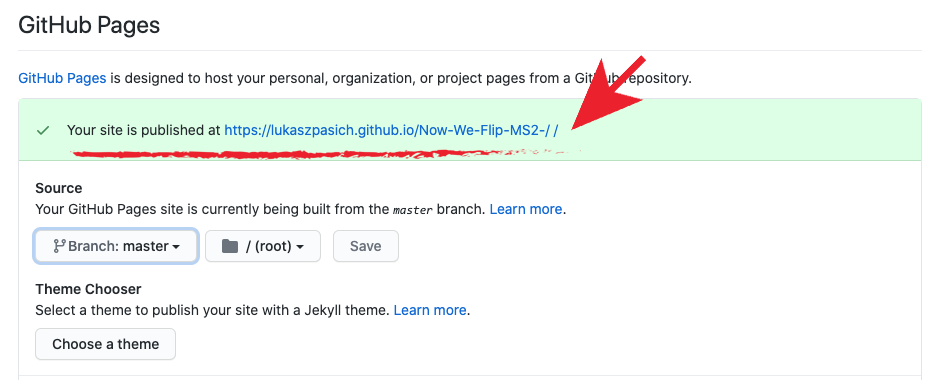 GitHub Pages
GitHub Pages is designed to host your personal, organization, or project pages from a GitHub repository.
Your site is published at https://lukaszpasich.github.io/Now-We-Flip-MS2-/ /
Source
Your GitHub Pages site is currently being built from the master branch. Learn more.
Branch: master
/ (root)
Save
Theme Chooser
Select a theme to publish your site with a Jekyll theme. Learn more.
Choose a theme